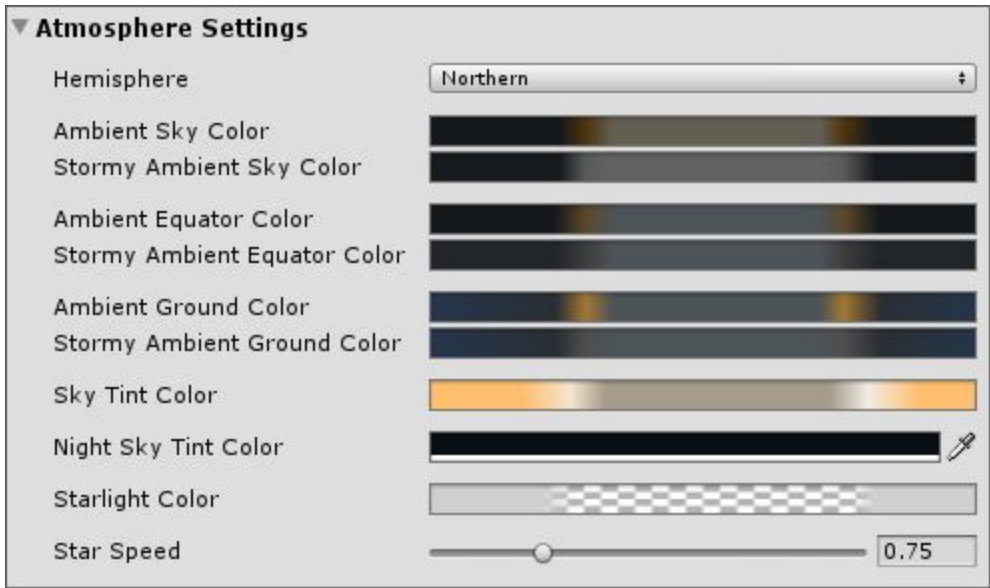 Atmosphere Settings
Hemisphere Northern
Ambient Sky Color
Stormy Ambient Sky Color
Ambient Equator Color
Stormy Ambient Equator Color
Ambient Ground Color
Stormy Ambient Ground Color
Sky Tint Color
Night Sky Tint Color
Starlight Color
Star Speed 0.75